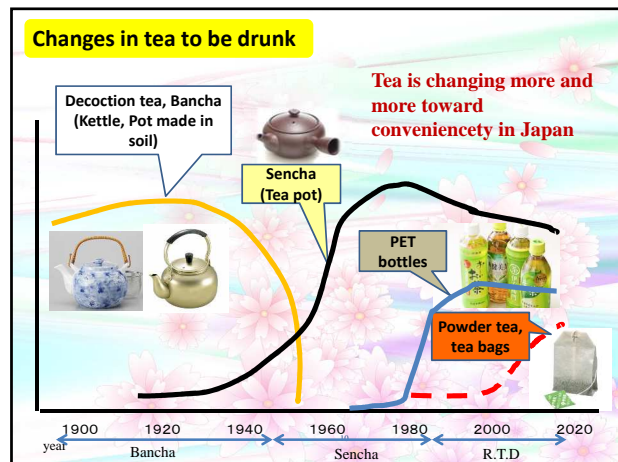 Changes in tea to be drunk
Tea is changing more and
more toward
conveniencety in Japan
Decoction tea, Bancha
(Kettle, Pot made in
soil)
Sencha
(Tea pot)
PET
bottles
Powder tea,
tea bags
1900 1920 1940 1960 1980 2000 2020
year
10
Bancha Sencha R.T.D